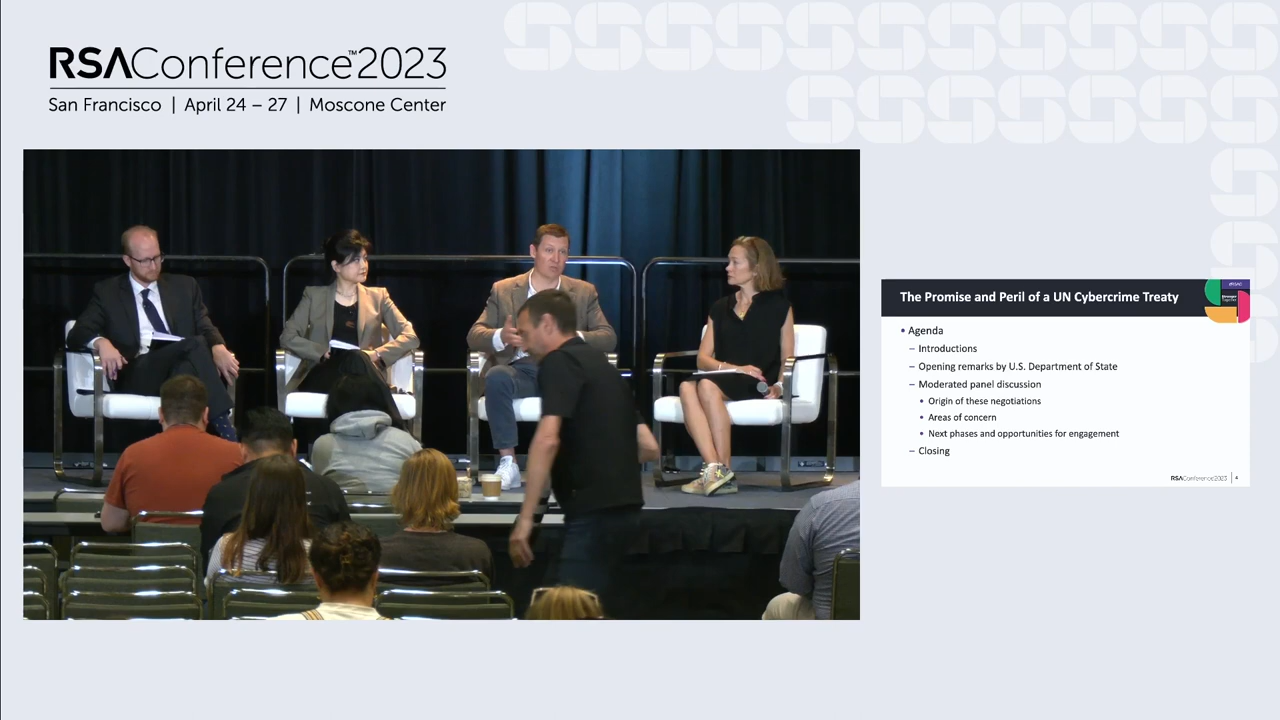 RSAConference™2023
San Francisco | April 24 – 27 | Moscone Center
The Promise and Peril of a UN Cybercrime Treaty
• Agenda
– Introductions
– Opening remarks by U.S. Department of State
– Moderated panel discussion
• Origin of these negotiations
• Areas of concern
• Next phases and opportunities for engagement
– Closing
RSAConference2023 | 4